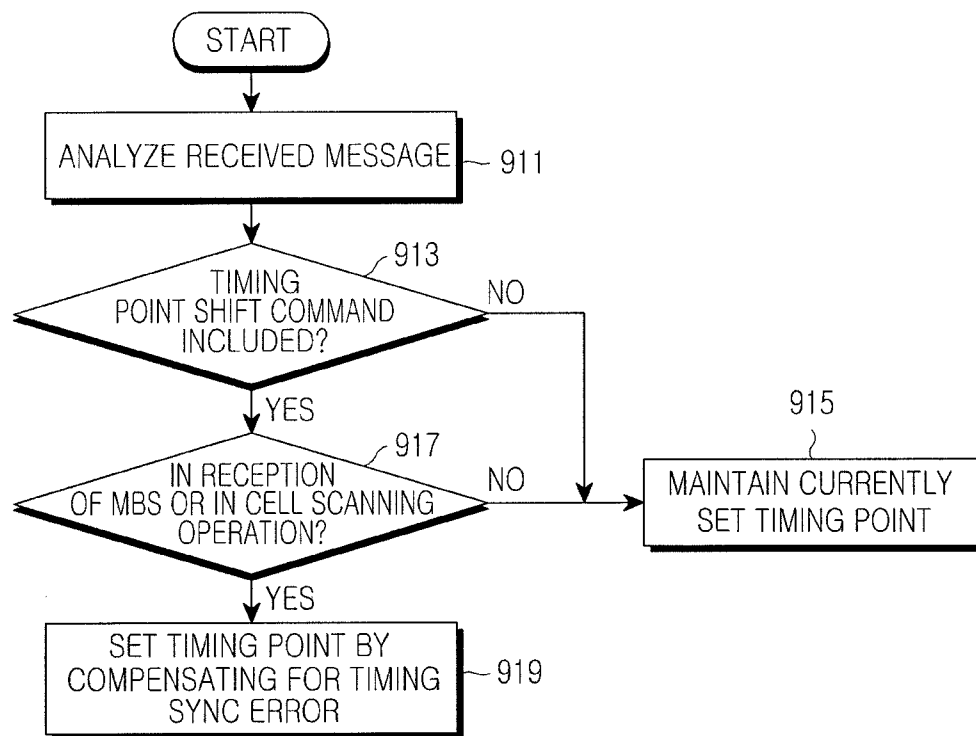 START
ANALYZE RECEIVED MESSAGE
911
913
TIMING
POINT SHIFT COMMAND
INCLUDED?
NO
YES
917
IN RECEPTION
OF MBS OR IN CELL SCANNING
OPERATION?
NO
915
MAINTAIN CURRENTLY
SET TIMING POINT
YES
SET TIMING POINT BY
COMPENSATING FOR TIMING
SYNC ERROR
919